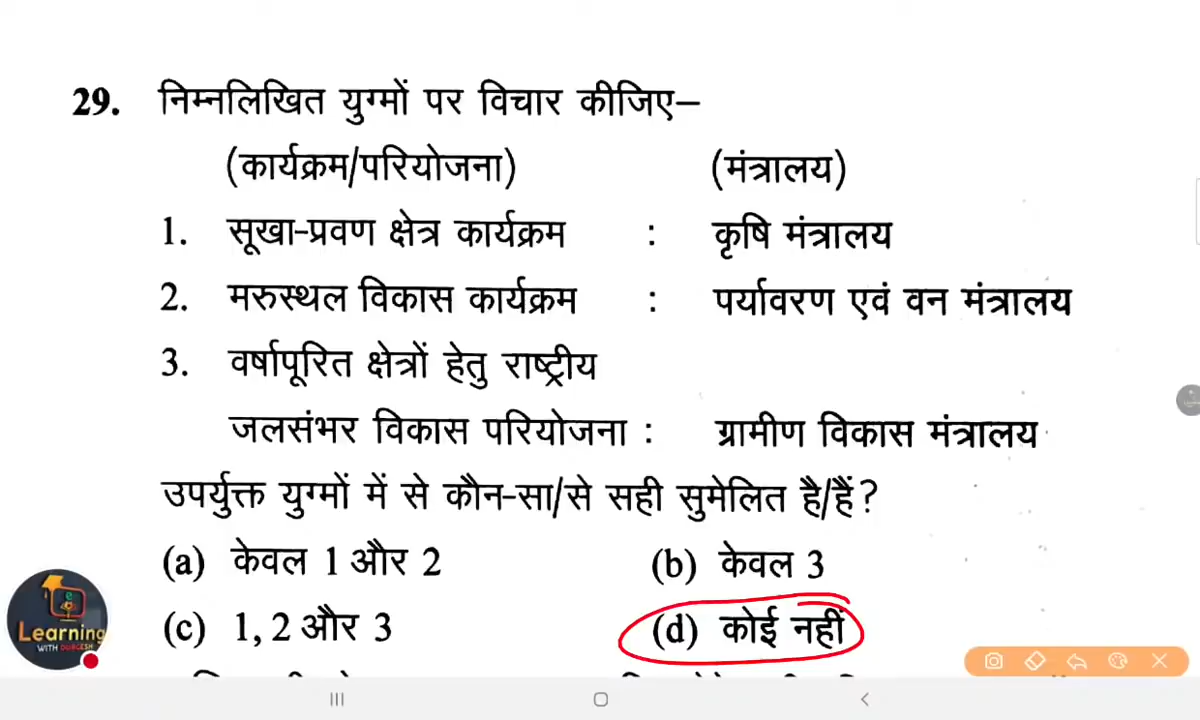 29. निम्नलिखित युग्मों पर विचार कीजिए–
(कार्यक्रम/परियोजना) (मंत्रालय)
1. सूखा-प्रवण क्षेत्र कार्यक्रम : कृषि मंत्रालय
2. मरुस्थल विकास कार्यक्रम : पर्यावरण एवं वन मंत्रालय
3. वर्षापूरित क्षेत्रों हेतु राष्ट्रीय
जलसंभर विकास परियोजना : ग्रामीण विकास मंत्रालय
उपर्युक्त युग्मों में से कौन-सा/से सही सुमेलित है/हैं?
(a) केवल 1 और 2 (b) केवल 3
(c) 1, 2 और 3 (d) कोई नहीं
Learning
WITH DURGESH